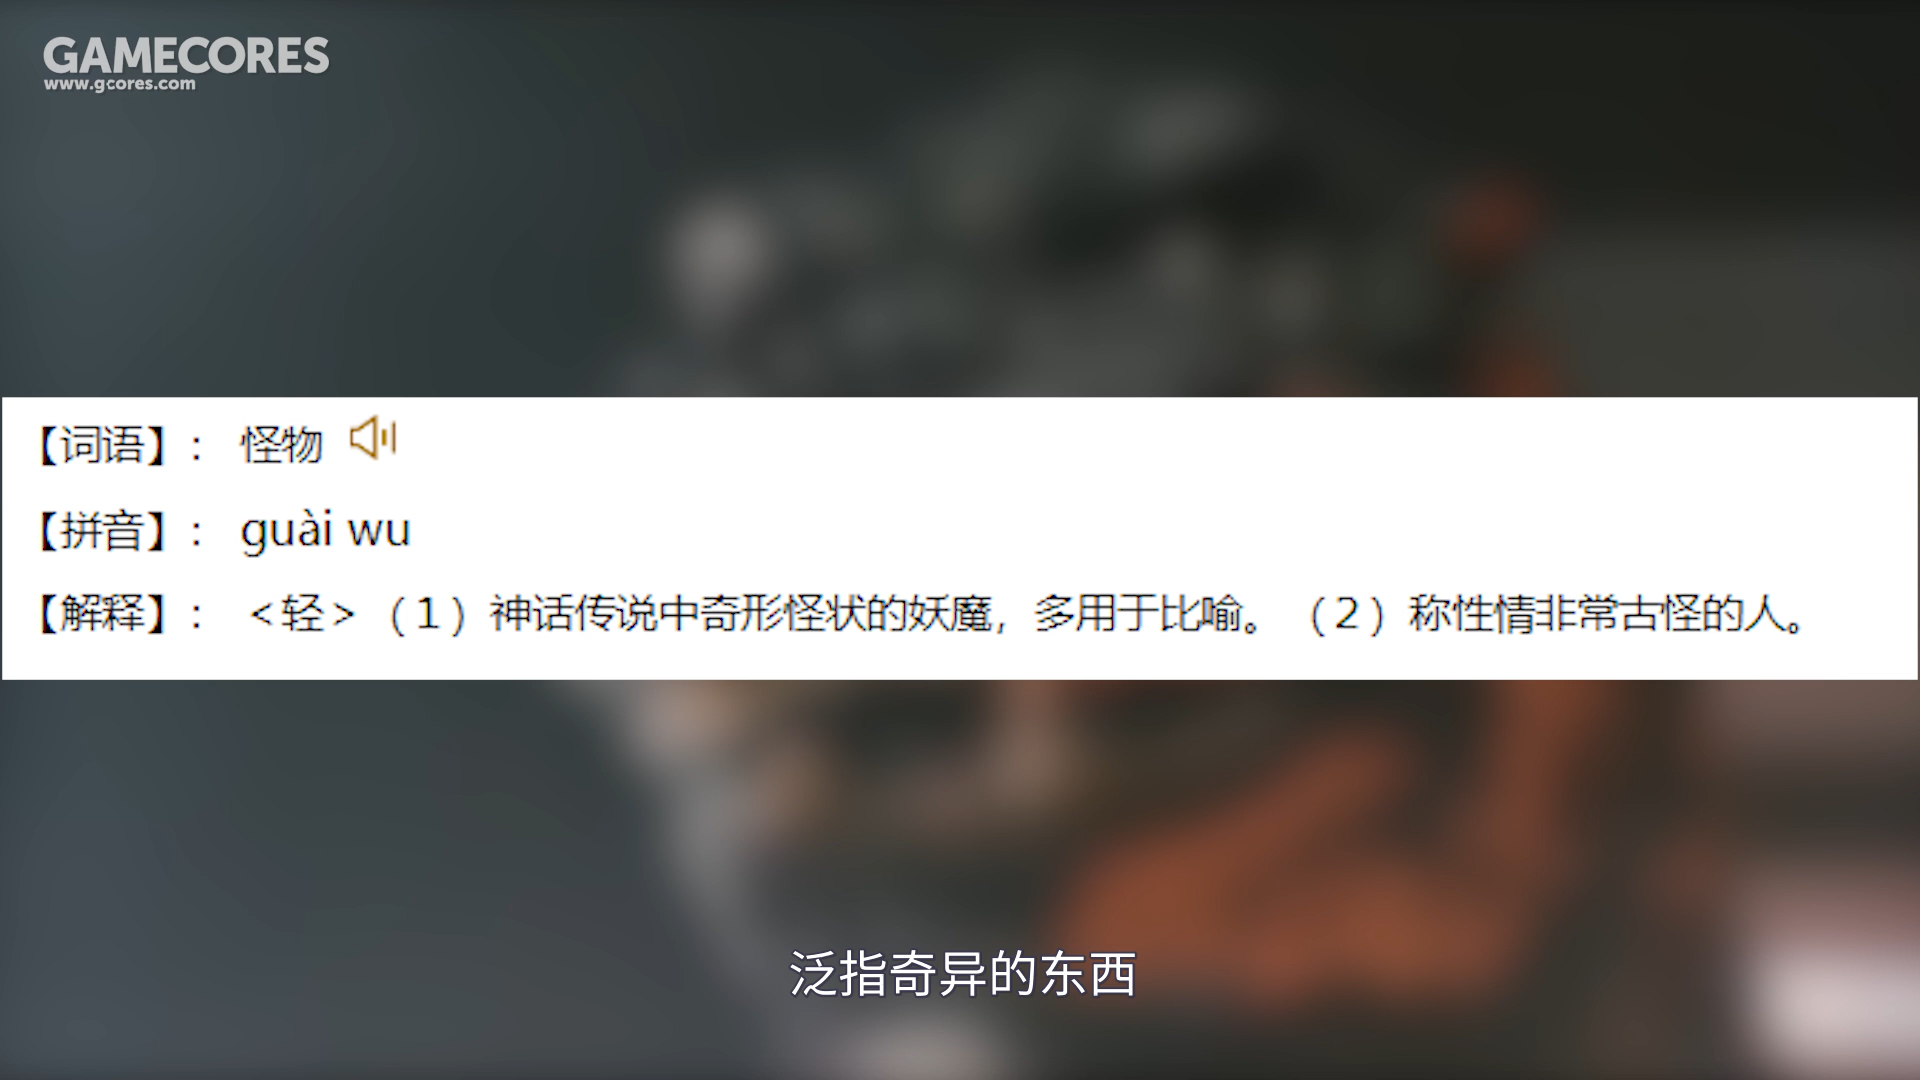 GAMECORES
www.gcores.com
【词语】： 怪物
【拼音】： guài wu
【解释】： ＜轻＞（1）神话传说中奇形怪状的妖魔，多用于比喻。（2）称性情非常古怪的人。
泛指奇异的东西